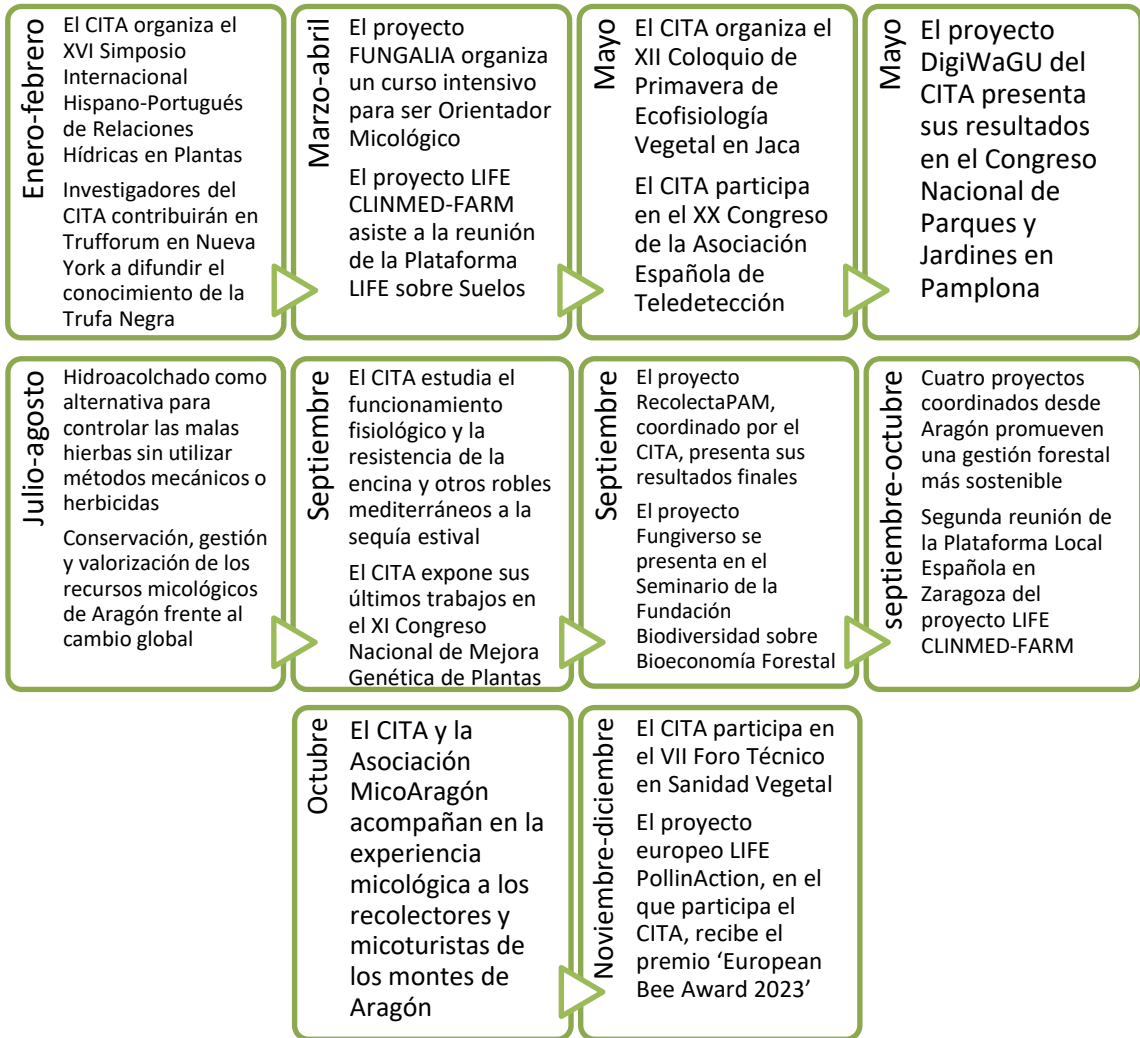 Enero-febrero
El CITA organiza el
XVI Simposio
Internacional
Hispano-Portugués
de Relaciones
Hídricas en Plantas
Investigadores del
CITA contribuirán en
Trufforum en Nueva
York a difundir el
conocimiento de la
Trufa Negra
Marzo-abril
El proyecto
FUNGALIA organiza
un curso intensivo
para ser Orientador
Micológico
El proyecto LIFE
CLINMED-FARM
asiste a la reunión
de la Plataforma
LIFE sobre Suelos
Mayo
El CITA organiza el
XII Coloquio de
Primavera de
Ecofisiología
Vegetal en Jaca
El CITA participa
en el XX Congreso
de la Asociación
Española de
Teledetección
Mayo
El proyecto
DigiWaGU del
CITA presenta
sus resultados
en el Congreso
Nacional de
Parques y
Jardines en
Pamplona
Julio-agosto
Hidroacolchado como
alternativa para
controlar las malas
hierbas sin utilizar
métodos mecánicos o
herbicidas
Conservación, gestión
y valorización de los
recursos micológicos
de Aragón frente al
cambio global
Septiembre
El CITA estudia el
funcionamiento
fisiológico y la
resistencia de la
encina y otros robles
mediterráneos a la
sequía estival
El CITA expone sus
últimos trabajos en
el XI Congreso
Nacional de Mejora
Genética de Plantas
Septiembre
El proyecto
RecolectaPAM,
coordinado por el
CITA, presenta sus
resultados finales
El proyecto
Fungiverso se
presenta en el
Seminario de la
Fundación
Biodiversidad sobre
Bioeconomía Forestal
septiembre-octubre
Cuatro proyectos
coordinados desde
Aragón promueven
una gestión forestal
más sostenible
Segunda reunión de
la Plataforma Local
Española en
Zaragoza del
proyecto LIFE
CLINMED-FARM
Octubre
El CITA y la
Asociación
MicoAragón
acompañan en la
experiencia
micológica a los
recolectores y
micoturistas de
los montes de
Aragón
Noviembre-diciembre
El CITA participa en
el VII Foro Técnico
en Sanidad Vegetal
El proyecto
europeo LIFE
PollinAction, en el
que participa el
CITA, recibe el
premio ‘European
Bee Award 2023’